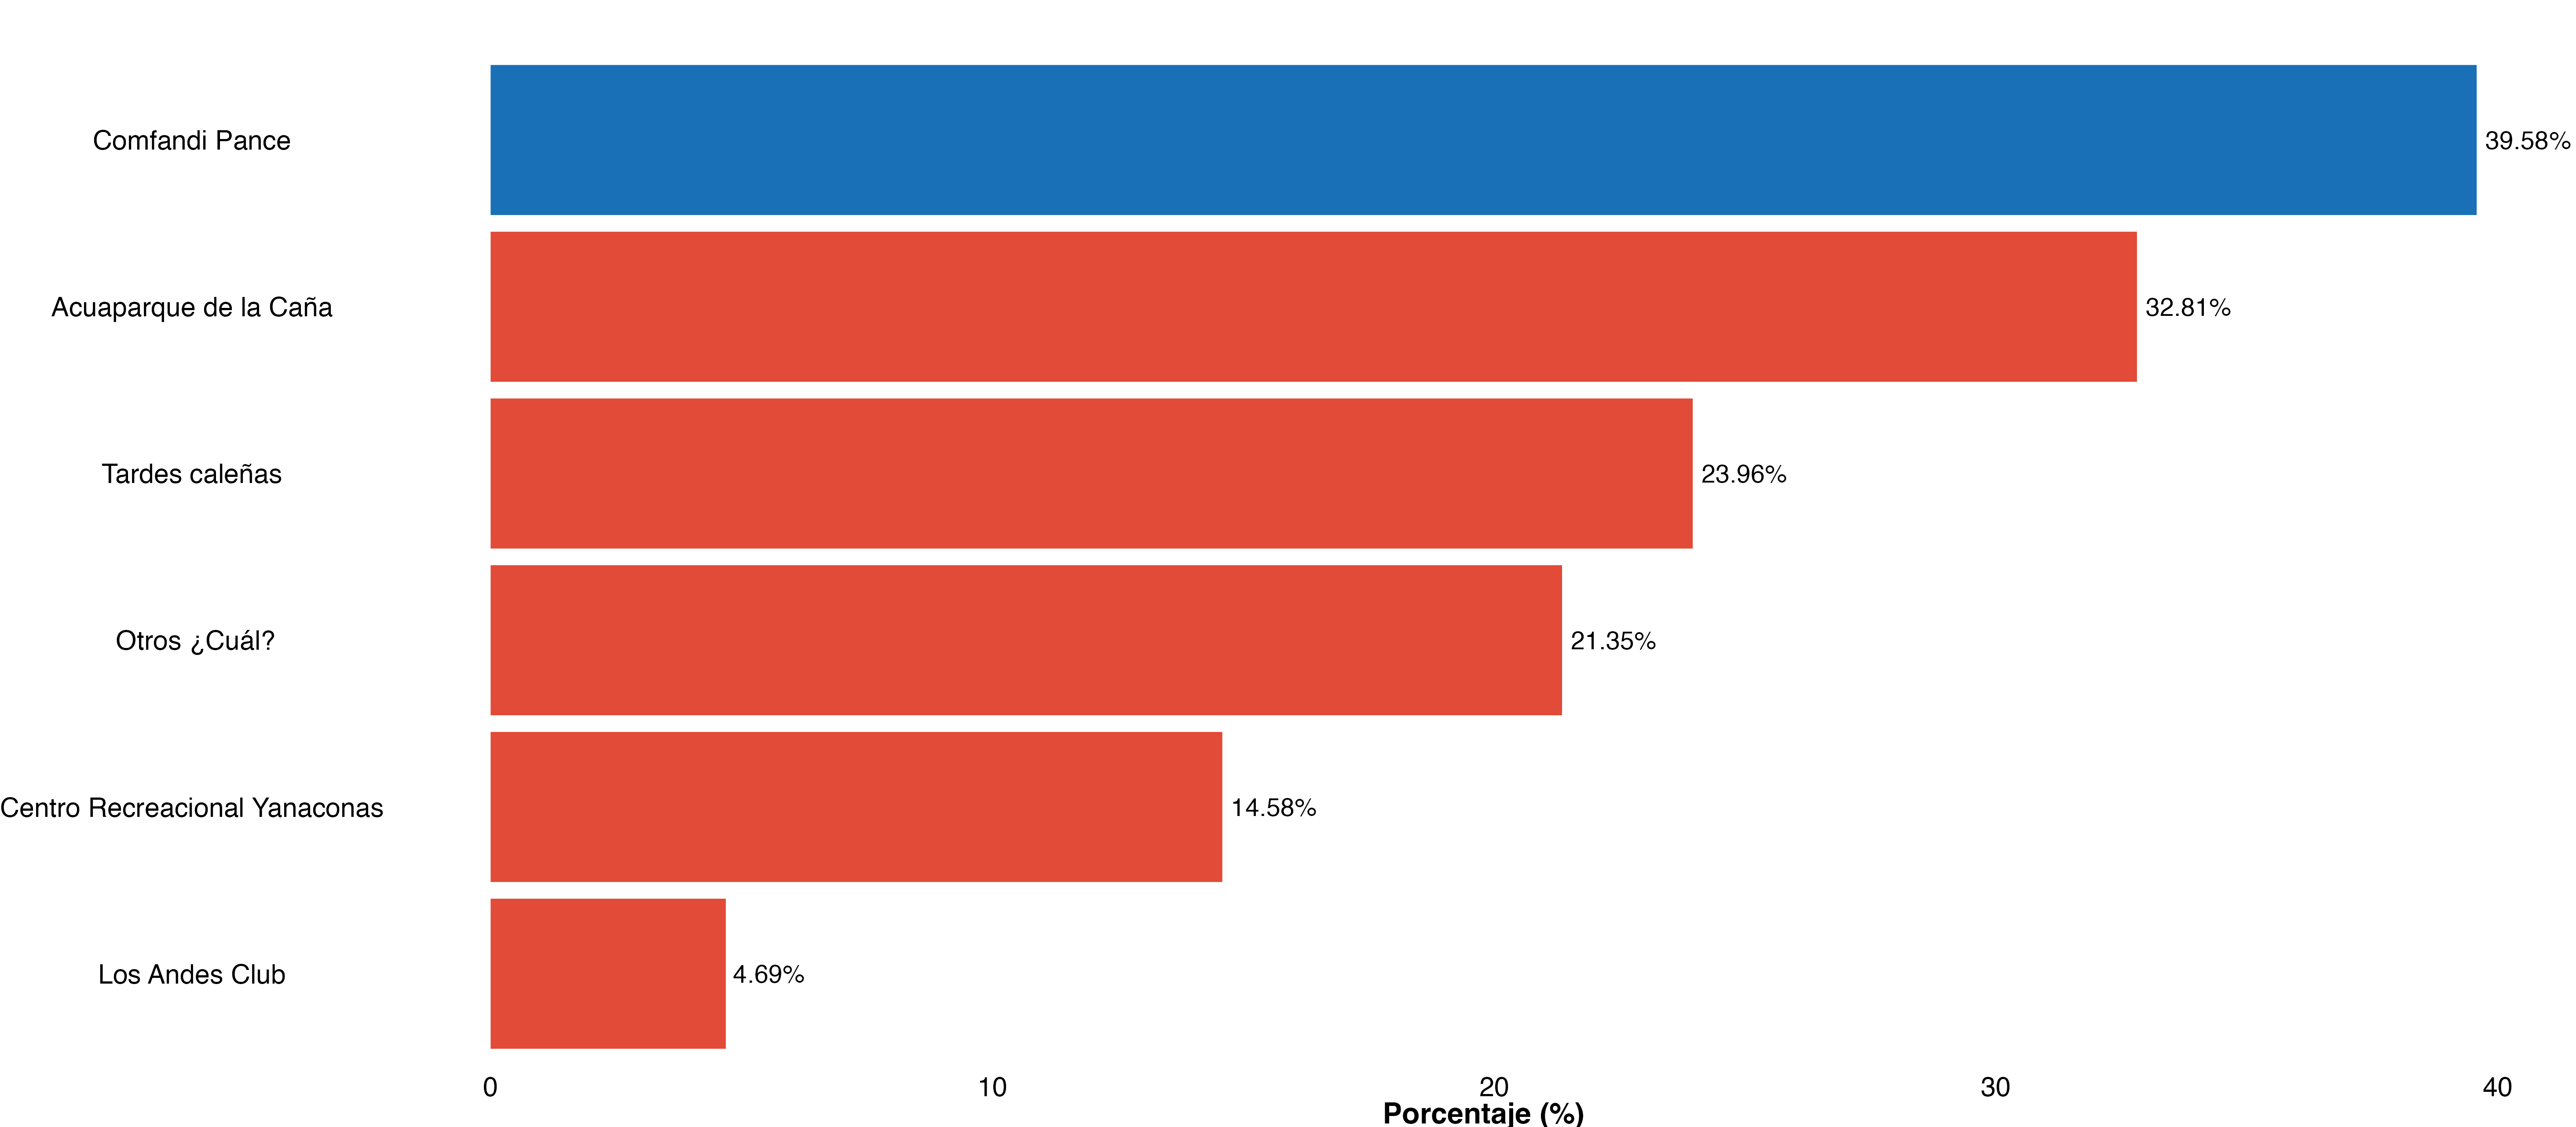 Comfandi Pance
39.58%
Acuaparque de la Caña
32.81%
Tardes caleñas
23.96%
Otros ¿Cuál?
21.35%
Centro Recreacional Yanaconas
14.58%
Los Andes Club
4.69%
0 10 20 30 40
Porcentaje (%)